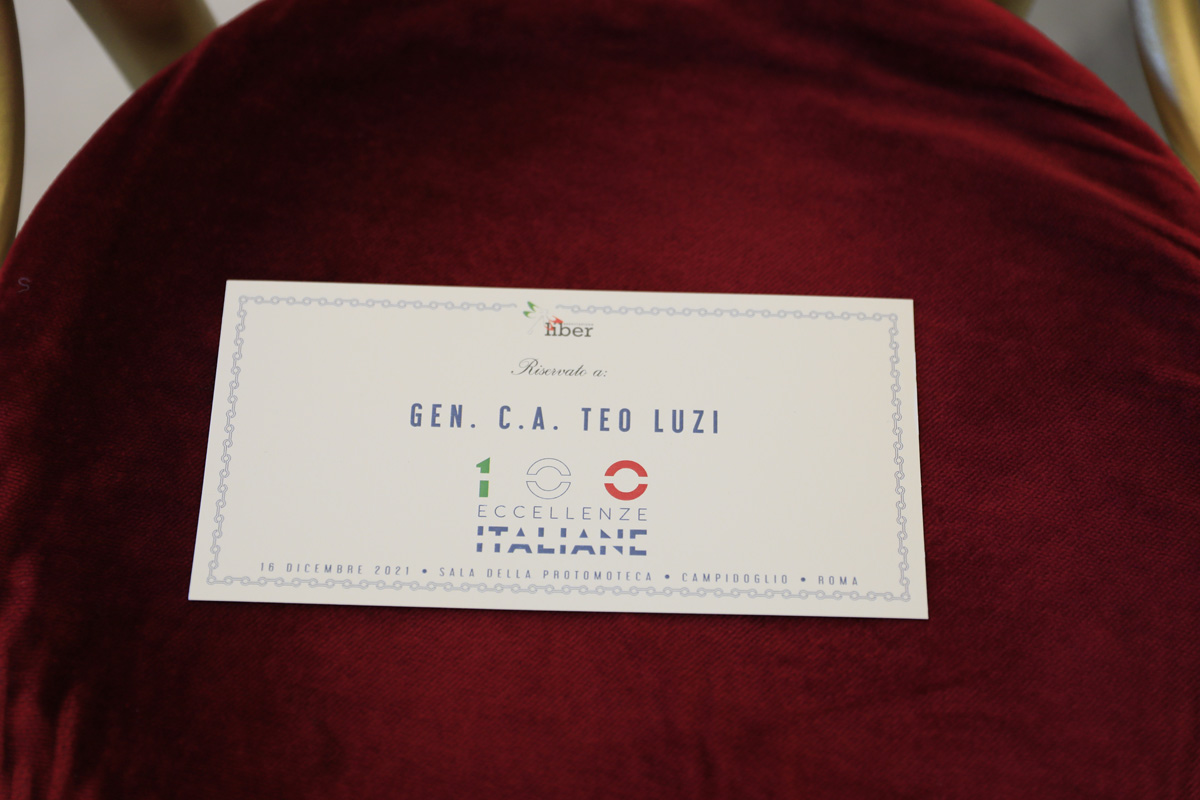 liber
Riservato a:
GEN. C.A. TEO LUZI
100
ECCELLENZE
ITALIANE
16 DICEMBRE 2021 • SALA DELLA PROTOMOTECA • CAMPIDOGLIO • ROMA